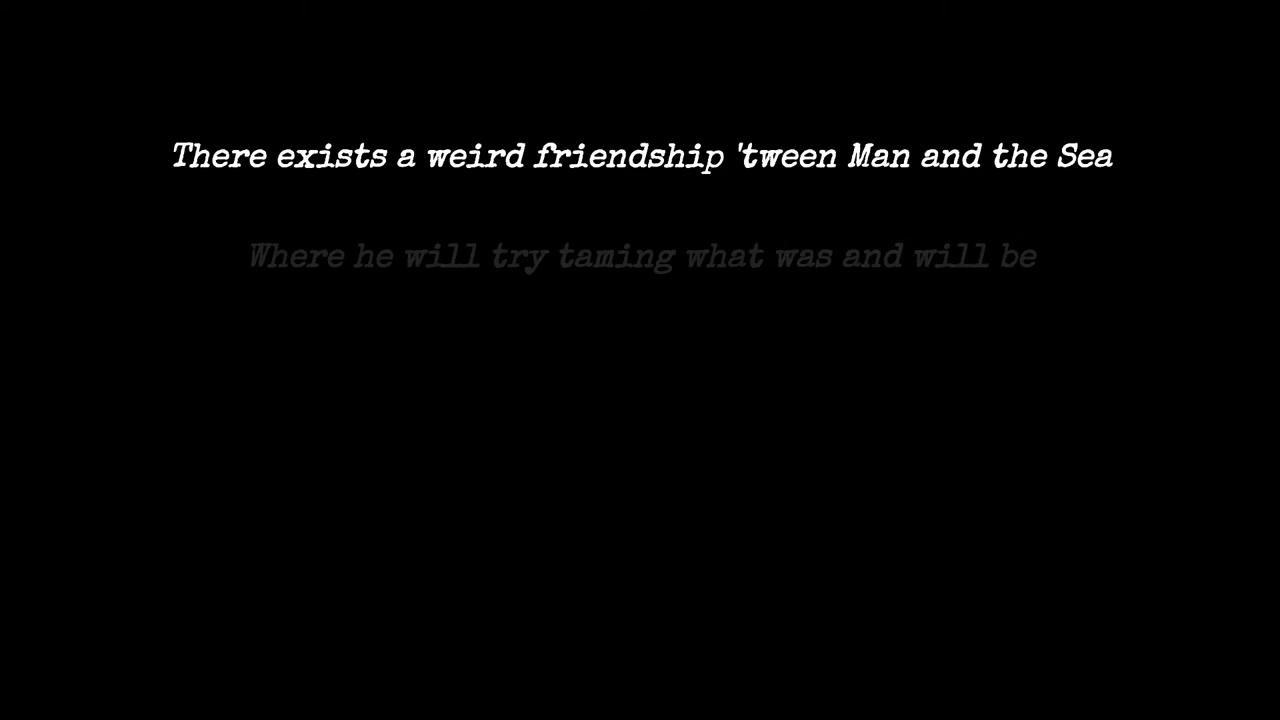 There exists a weird friendship 'tween Man and the Sea
Where he will try taming what was and will be